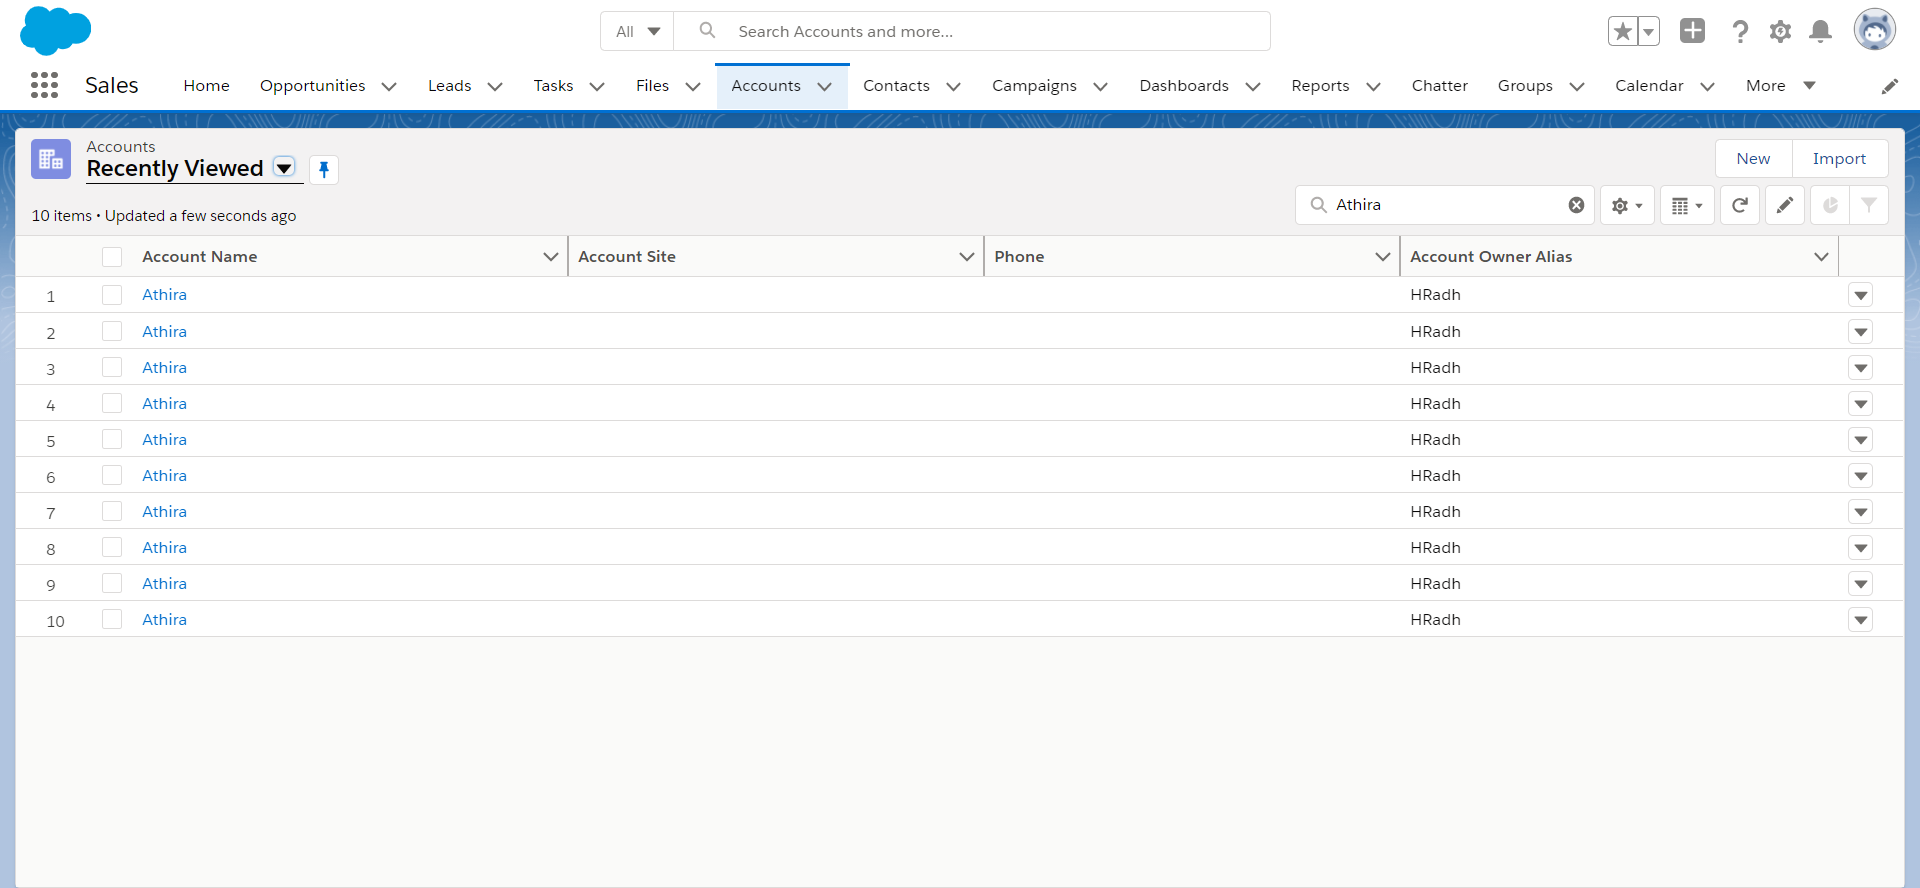 All
Search Accounts and more...
Sales Home Opportunities Leads Tasks Files Accounts Contacts Campaigns Dashboards Reports Chatter Groups Calendar More
Accounts
Recently Viewed
New Import
10 items • Updated a few seconds ago
Athira
Account Name Account Site Phone Account Owner Alias
1 Athira HRadh
2 Athira HRadh
3 Athira HRadh
4 Athira HRadh
5 Athira HRadh
6 Athira HRadh
7 Athira HRadh
8 Athira HRadh
9 Athira HRadh
10 Athira HRadh